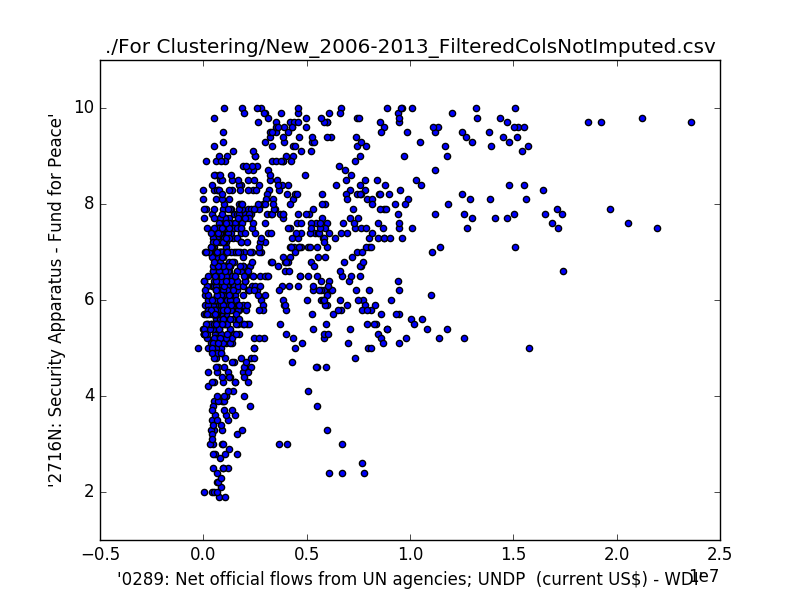 ./For Clustering/New_2006-2013_FilteredColsNotImputed.csv
'2716N: Security Apparatus - Fund for Peace'
10
8
6
4
2
−0.5 0.0 0.5 1.0 1.5 2.0 2.5
1e7
'0289: Net official flows from UN agencies; UNDP (current US$) - WDI'